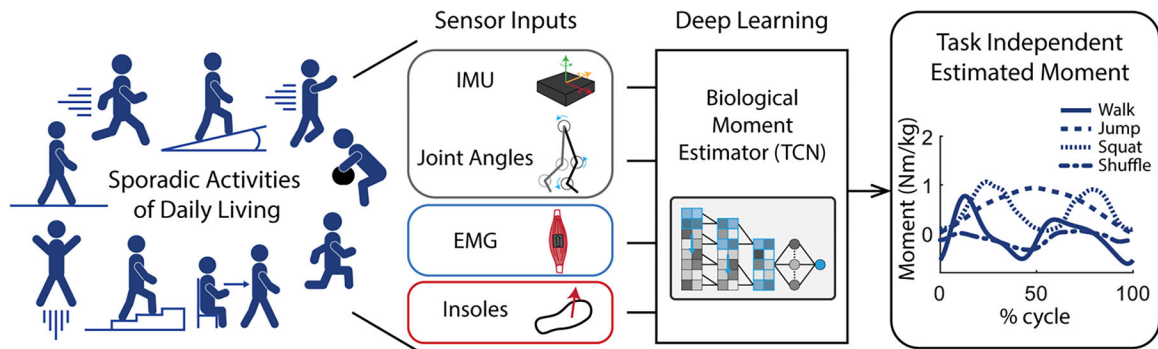 Sporadic Activities
of Daily Living
Sensor Inputs
IMU
Joint Angles
EMG
Insoles
Deep Learning
Biological
Moment
Estimator (TCN)
Task Independent
Estimated Moment
Walk
Jump
Squat
Shuffle
Moment (Nm/kg)
2
1
0
0
50
100
% cycle